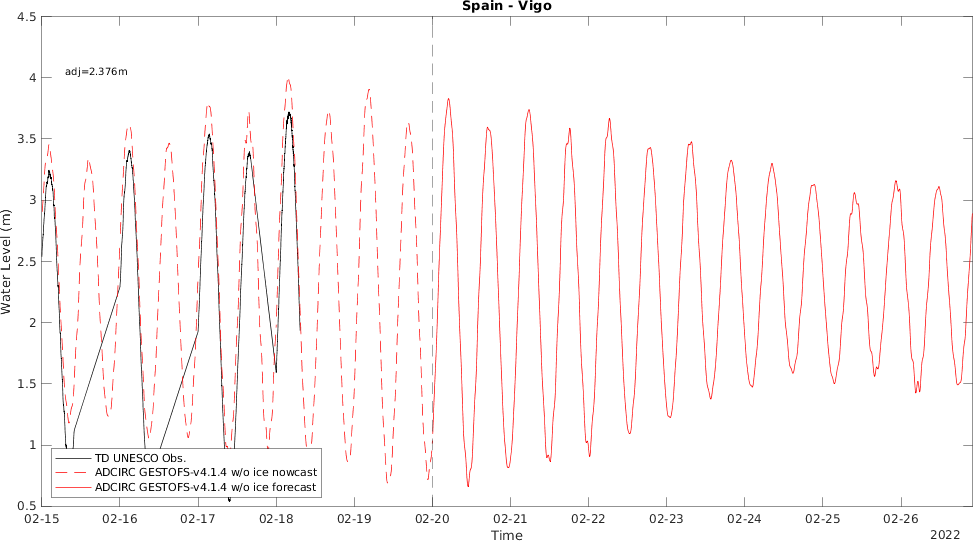 Spain - Vigo
4.5
4
3.5
3
2.5
2
1.5
1
0.5
Water Level (m)
adj=2.376m
TD UNESCO Obs.
ADCIRC GESTOFS-v4.1.4 w/o ice nowcast
ADCIRC GESTOFS-v4.1.4 w/o ice forecast
02-15 02-16 02-17 02-18 02-19 02-20 02-21 02-22 02-23 02-24 02-25 02-26
Time
2022